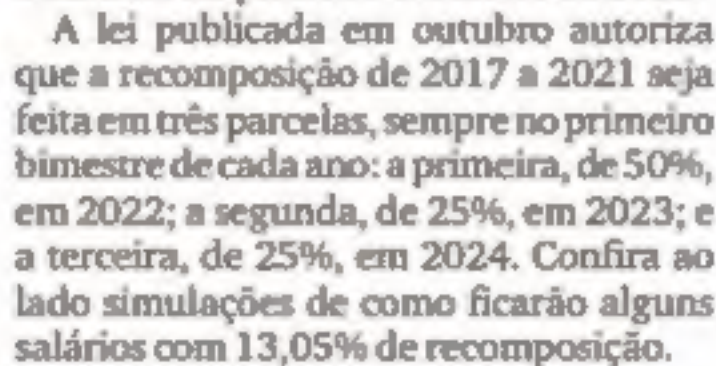 A lei publicada em outubro autoriza
que a recomposição de 2017 a 2021 seja
feita em três parcelas, sempre no primeiro
bimestre de cada ano: a primeira, de 50%,
em 2022; a segunda, de 25%, em 2023; e
a terceira, de 25%, em 2024. Confira ao
lado simulações de como ficarão alguns
salários com 13,05% de recomposição.